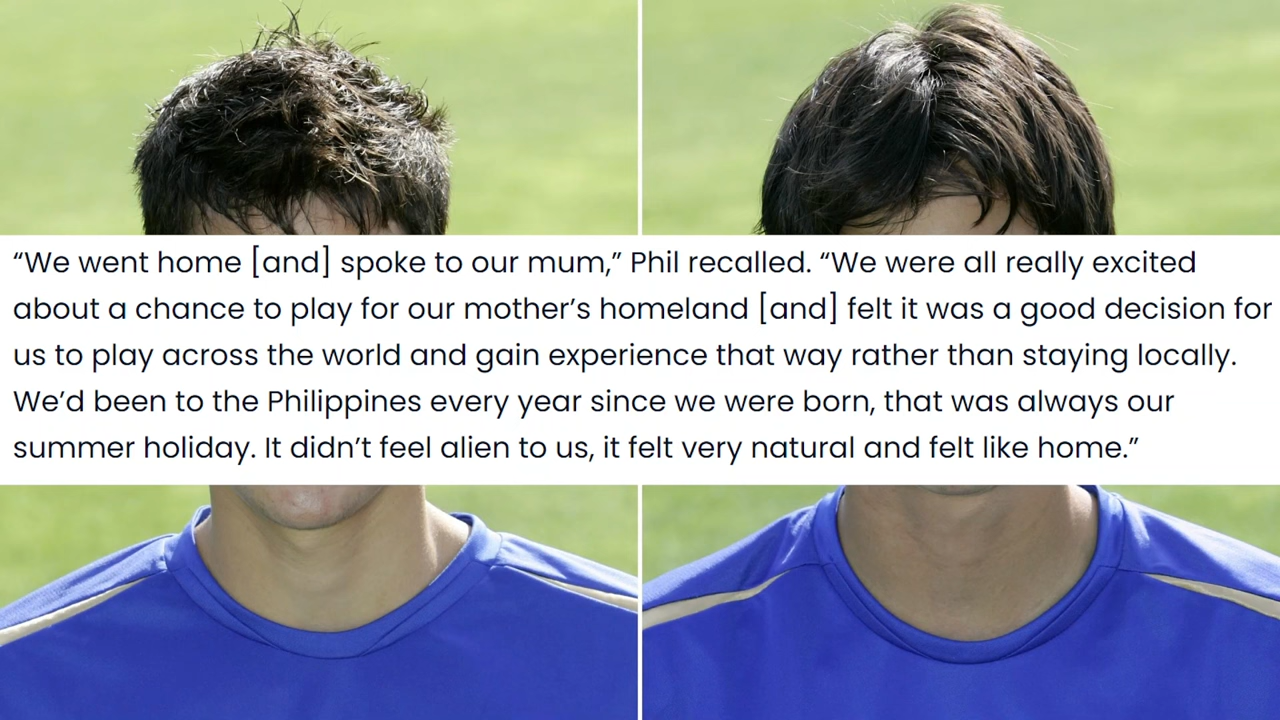 “We went home [and] spoke to our mum,” Phil recalled. “We were all really excited
about a chance to play for our mother’s homeland [and] felt it was a good decision for
us to play across the world and gain experience that way rather than staying locally.
We’d been to the Philippines every year since we were born, that was always our
summer holiday. It didn’t feel alien to us, it felt very natural and felt like home.”